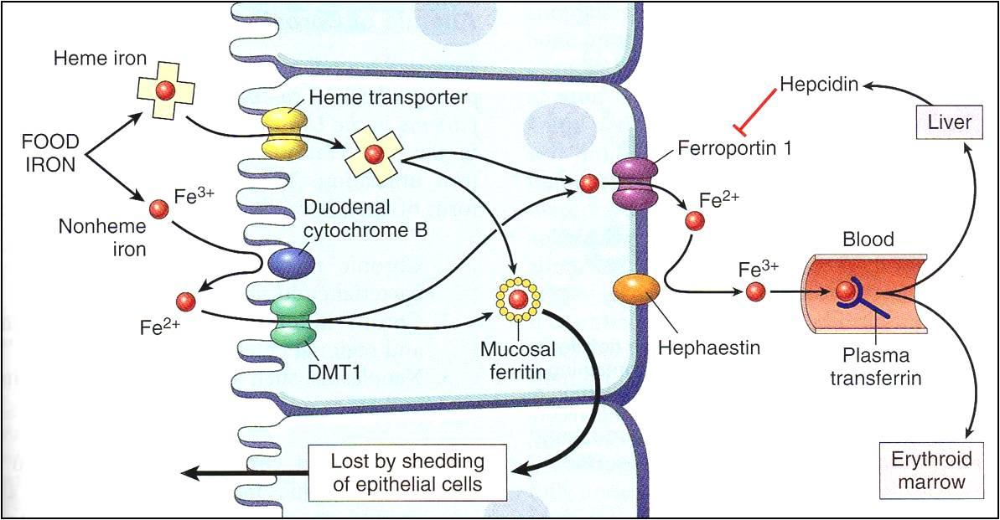 Heme iron
Heme transporter
Hepcidin
Liver
FOOD
IRON
Ferroportin 1
Fe3+
Nonheme
iron
Duodenal
cytochrome B
Fe2+
Blood
Fe3+
Fe2+
DMT1
Mucosal
ferritin
Hephaestin
Plasma
transferrin
Lost by shedding
of epithelial cells
Erythroid
marrow